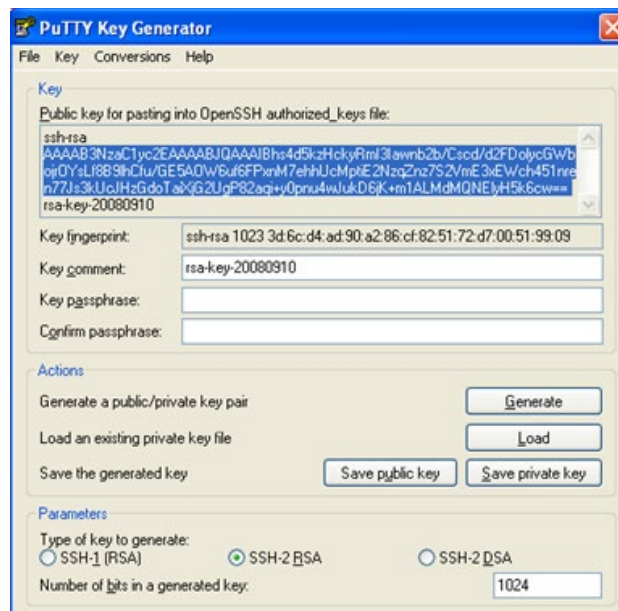 PuTTY Key Generator
File Key Conversions Help
Key
Public key for pasting into OpenSSH authorized_keys file:
ssh-rsa
rsa-key-20080910
Key fingerprint: ssh-rsa 1023 3d:6c:d4:ad:90:a2:86:cf:82:51:72:d7:00:51:99:09
Key comment: rsa-key-20080910
Key passphrase:
Confirm passphrase:
Actions
Generate a public/private key pair Generate
Load an existing private key file Load
Save the generated key Save public key Save private key
Parameters
Type of key to generate:
SSH-1 (RSA) SSH-2 RSA SSH-2 DSA
Number of bits in a generated key: 1024